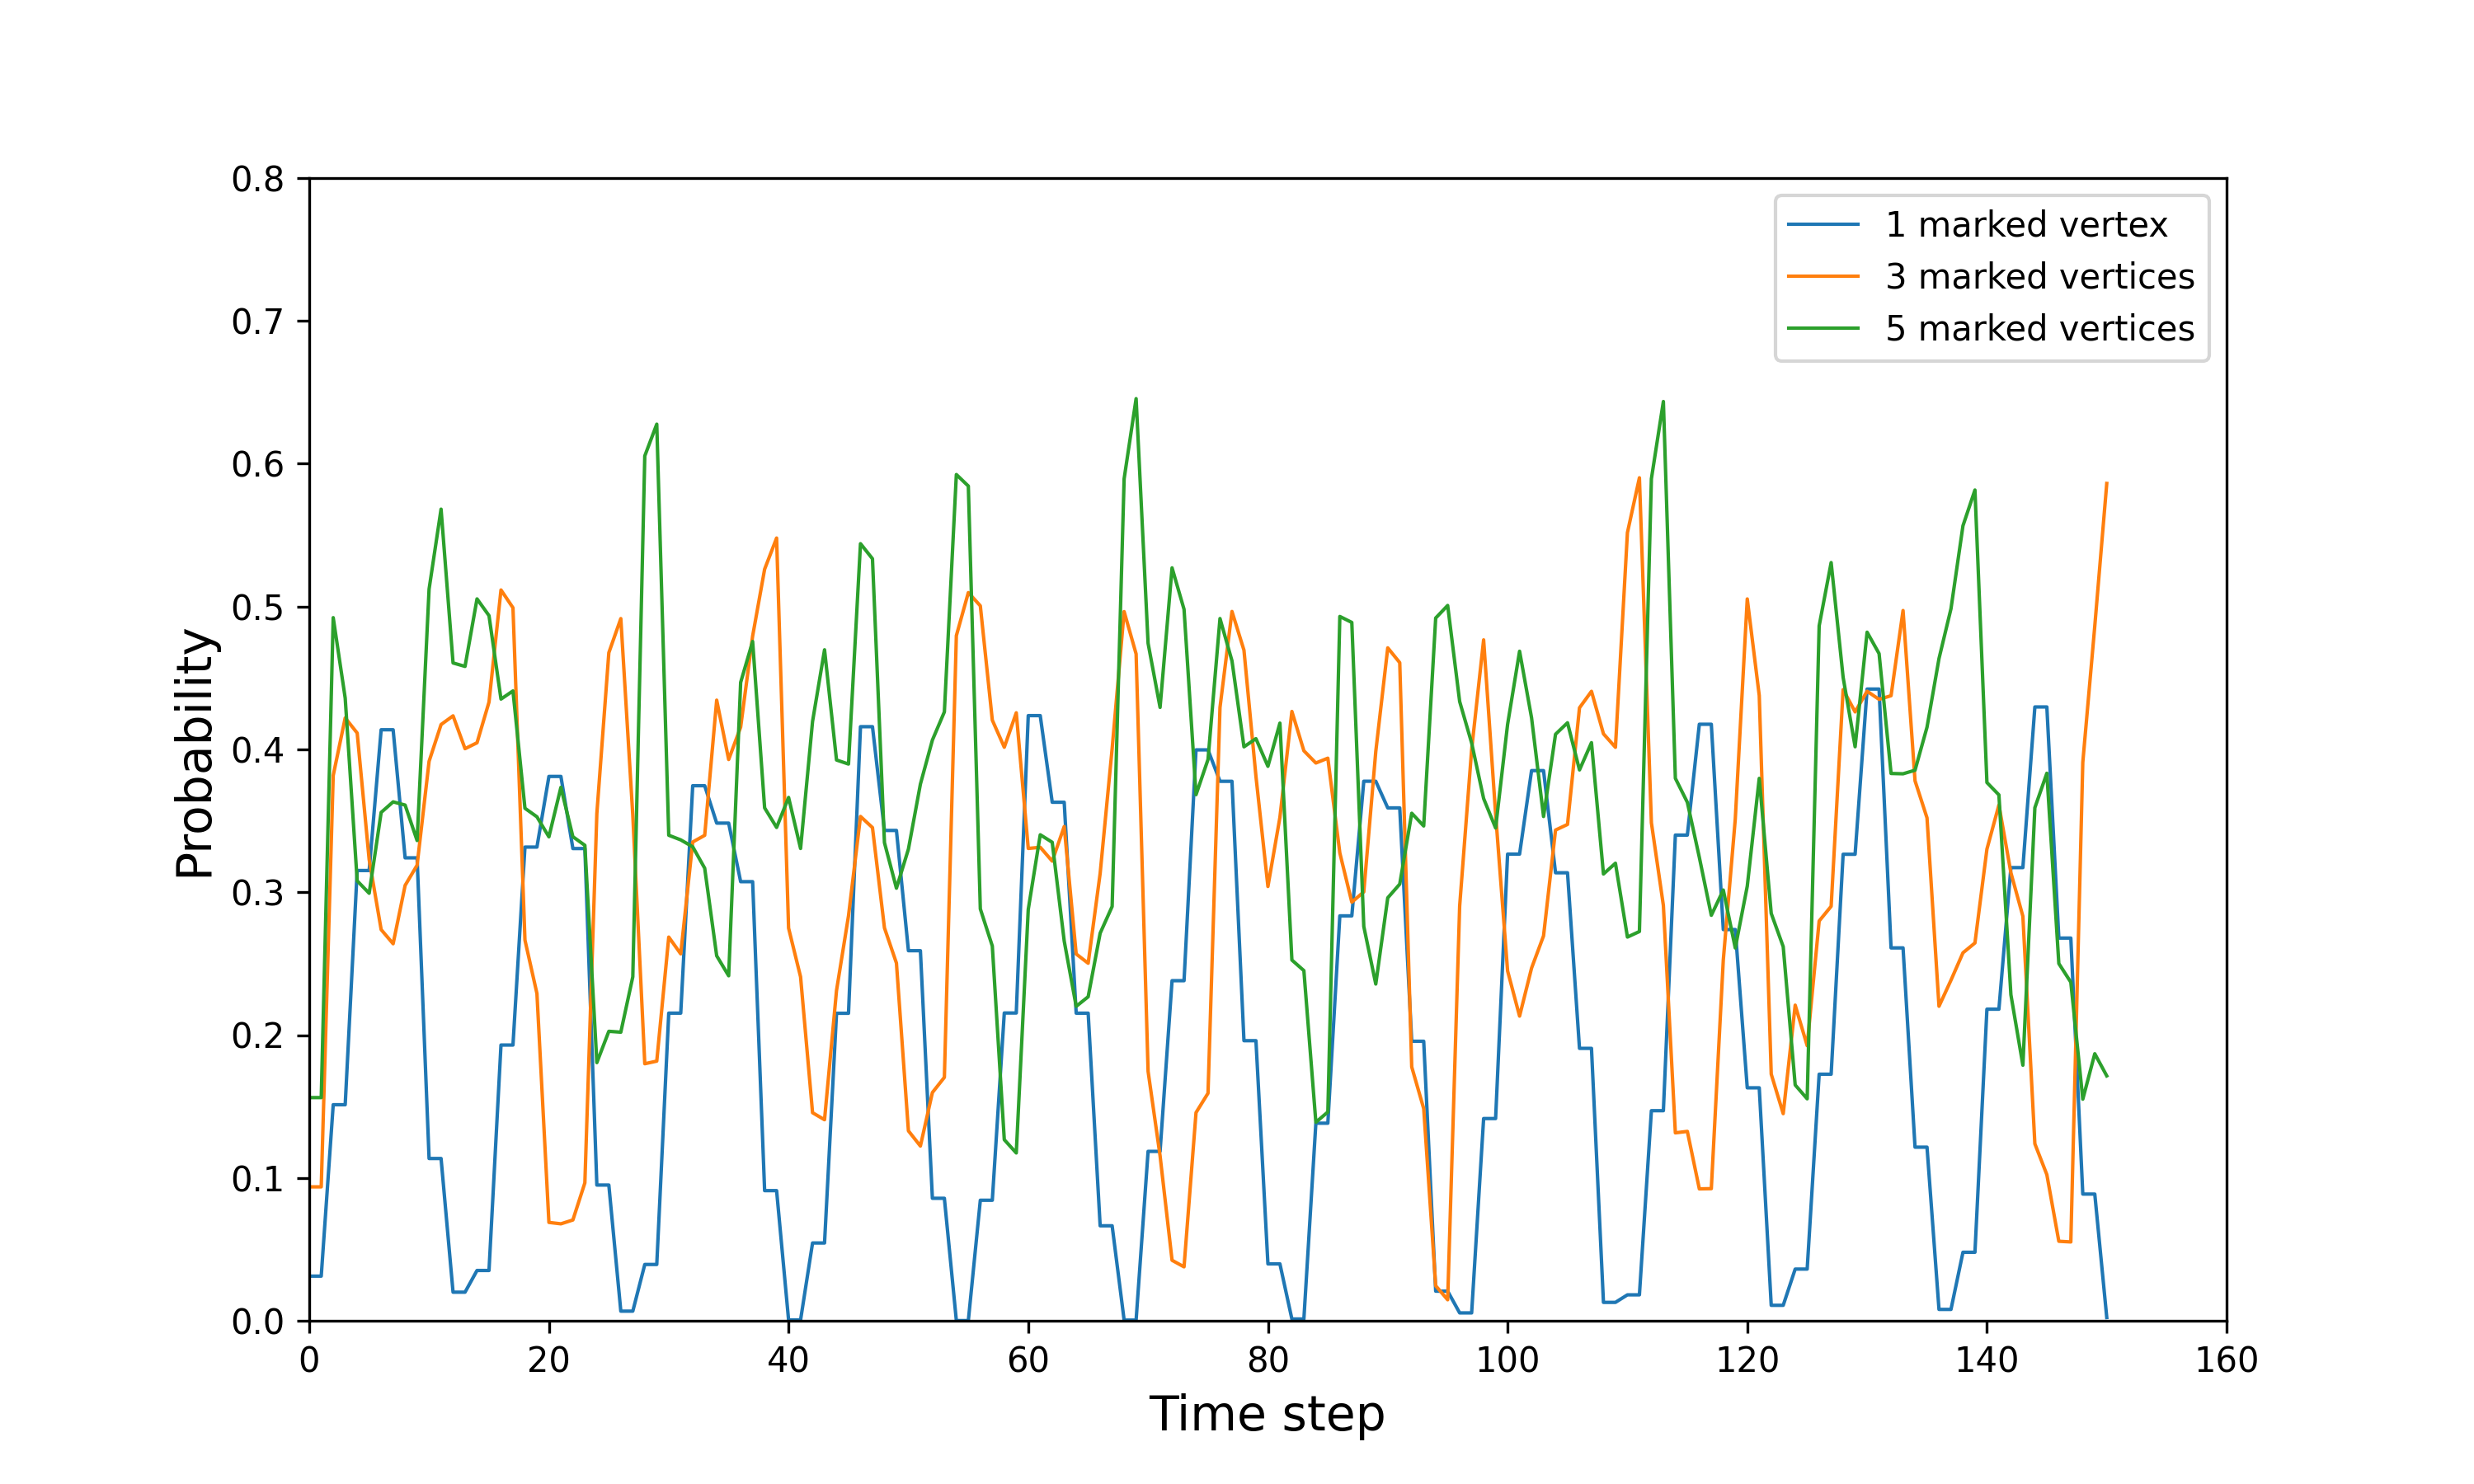 0.8
0.7
0.6
0.5
0.4
0.3
0.2
0.1
0.0
Probability
1 marked vertex
3 marked vertices
5 marked vertices
0 20 40 60 80 100 120 140 160
Time step